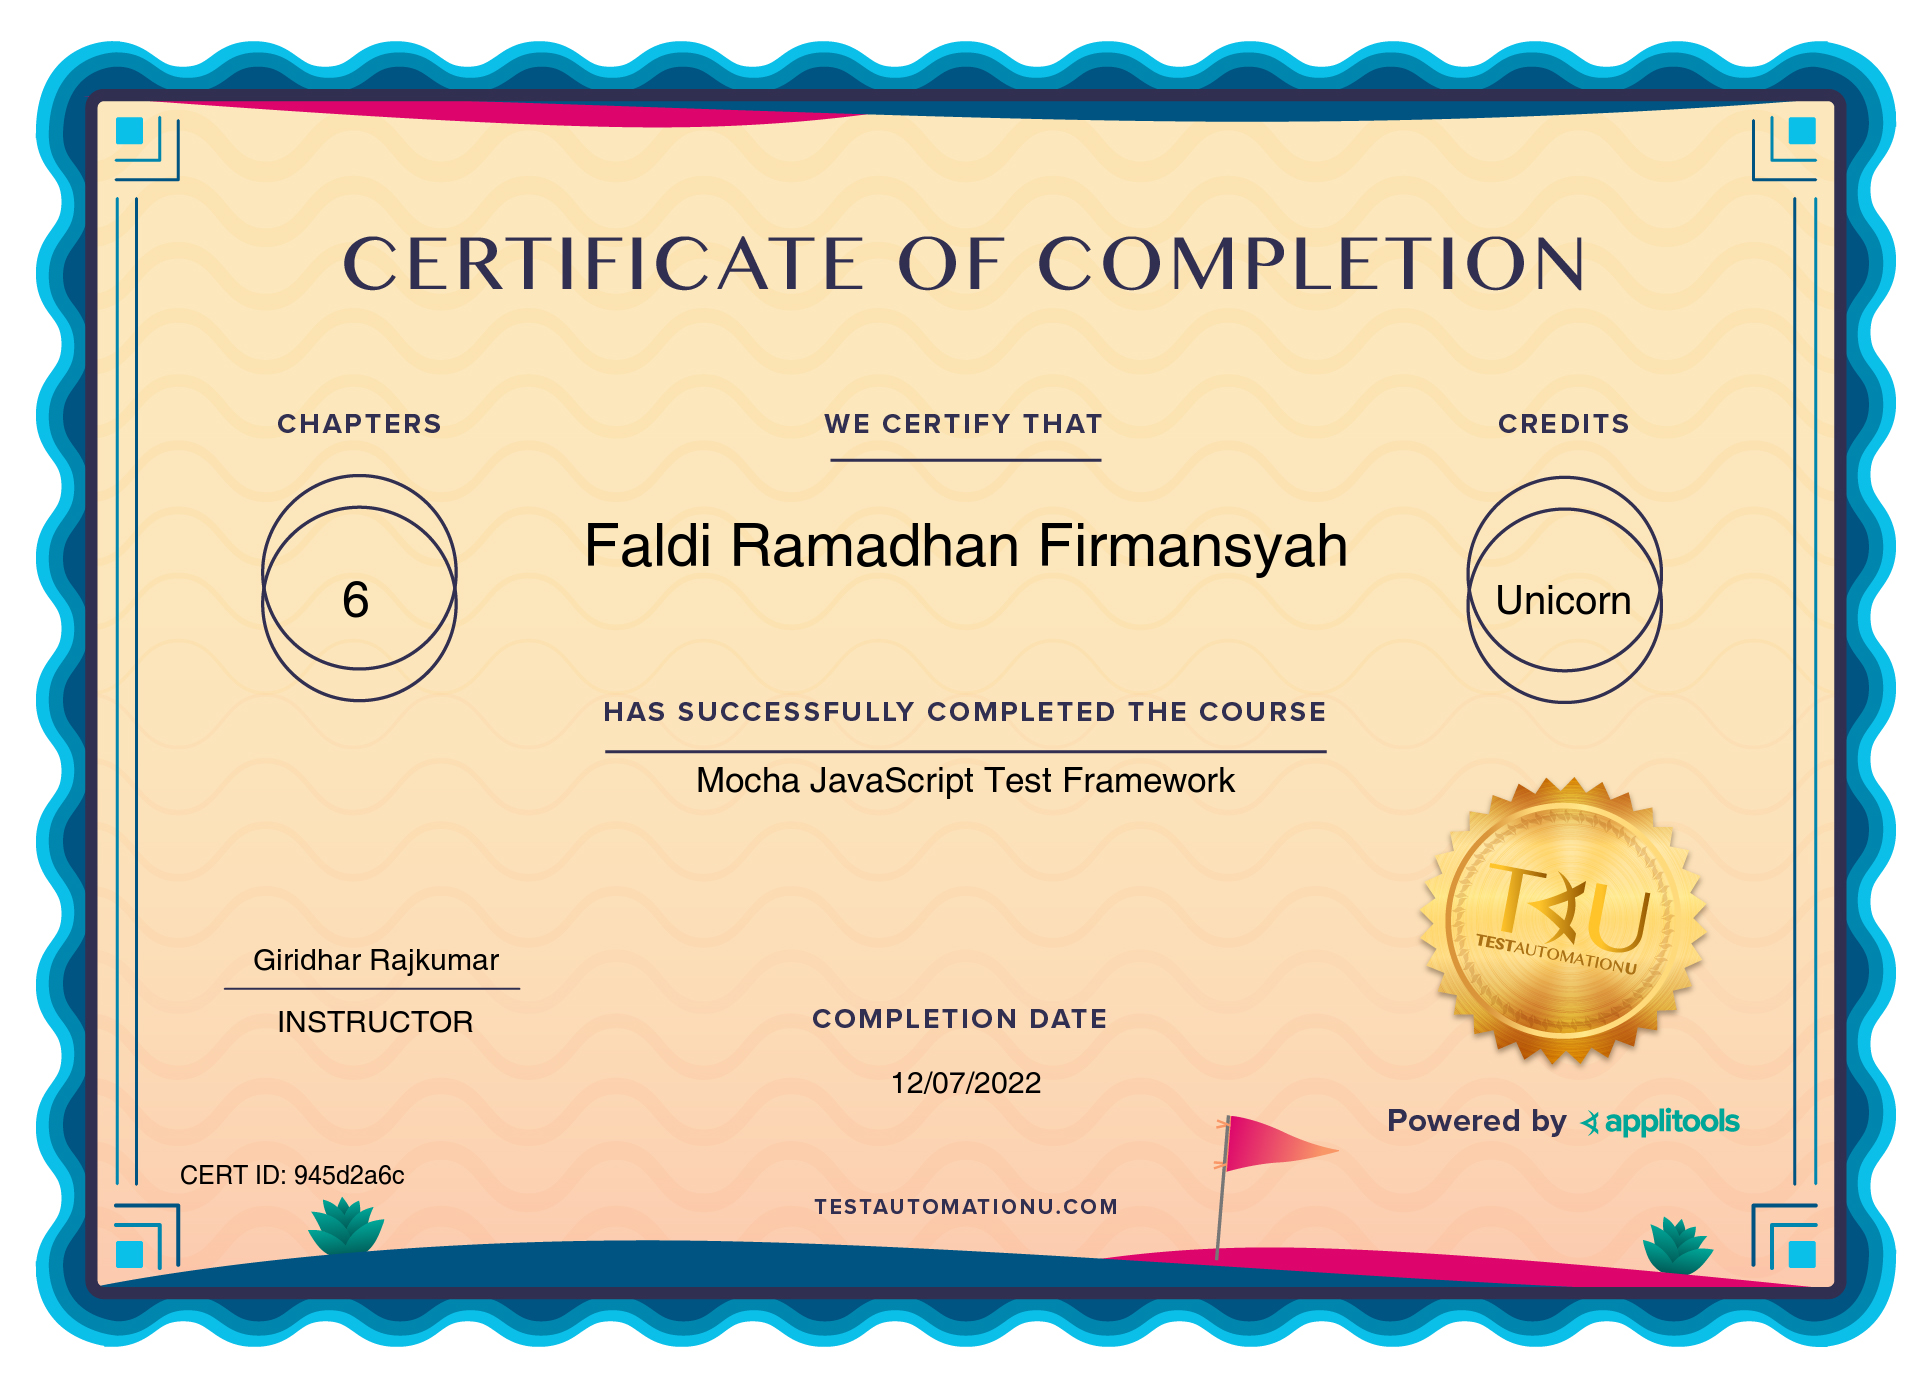 CERTIFICATE OF COMPLETION
CHAPTERS
6
WE CERTIFY THAT
Faldi Ramadhan Firmansyah
CREDITS
Unicorn
HAS SUCCESSFULLY COMPLETED THE COURSE
Mocha JavaScript Test Framework
TAU
TESTAUTOMATIONU
Giridhar Rajkumar
INSTRUCTOR
COMPLETION DATE
12/07/2022
Powered by applitools
CERT ID: 945d2a6c
TESTAUTOMATIONU.COM